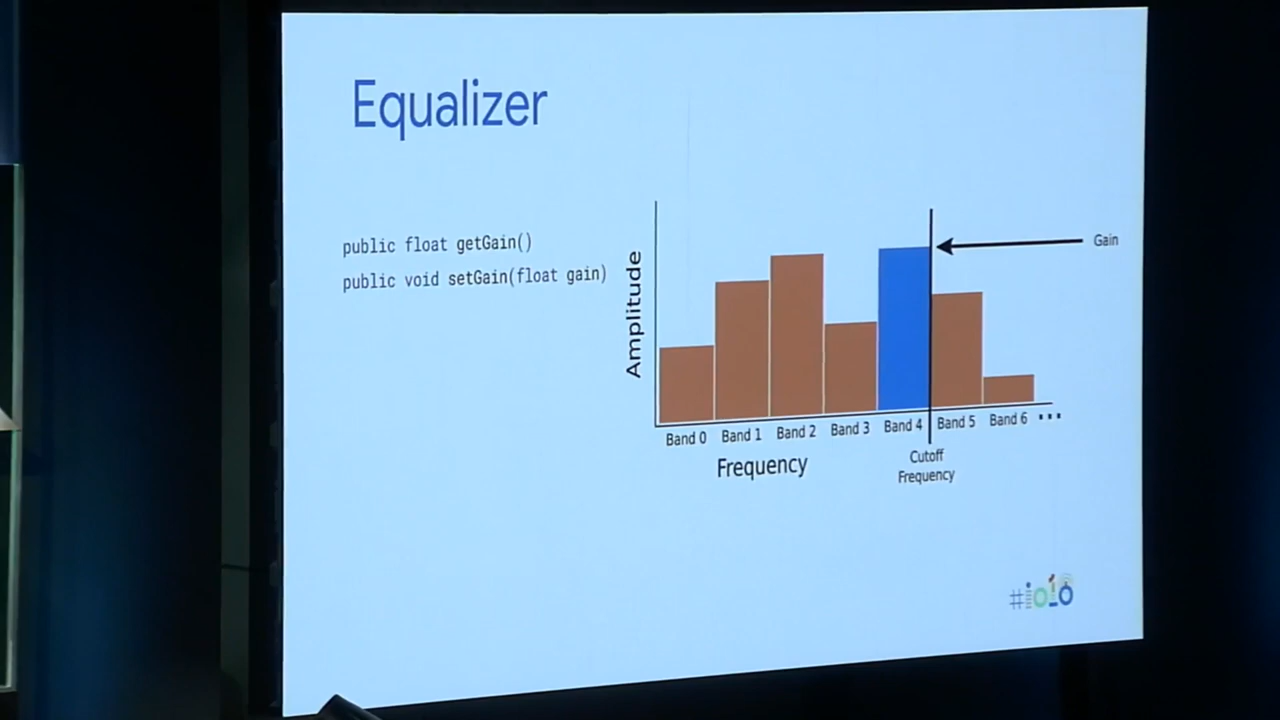 Equalizer
public float getGain()
public void setGain(float gain)
Amplitude
Gain
Band 0 Band 1 Band 2 Band 3 Band 4 Band 5 Band 6 ...
Frequency
Cutoff
Frequency
#io18